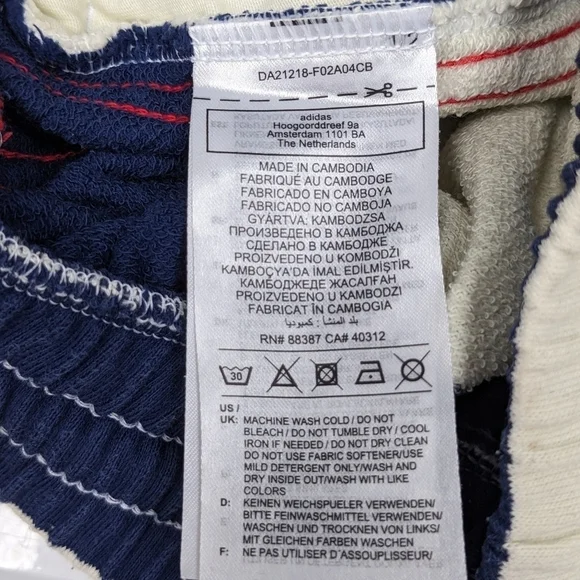 DA21218-F02A04CB
adidas
Hoogoorddreef 9a
Amsterdam 1101 BA
The Netherlands
MADE IN CAMBODIA
FABRIQUÉ AU CAMBODGE
FABRICADO EN CAMBOYA
FABRICADO NO CAMBOJA
GYÁRTVA: KAMBODZSA
ПРОИЗВЕДЕНО В КАМБОДЖА
СДЕЛАНО В КАМБОДЖЕ
PROIZVEDENO U KAMBODŽI
KAMBOÇYA'DA İMAL EDİLMİŞTİR.
КАМБОДЖЕДЕ ЖАСАЛҒАН
PROIZVEDENO V KAMBODŽI
FABRICAT ÎN CAMBOGIA
بلد المنشأ: كمبوديا
RN# 88387 CA# 40312
30
US /
UK: MACHINE WASH COLD / DO NOT
BLEACH / DO NOT TUMBLE DRY / COOL
IRON IF NEEDED / DO NOT DRY CLEAN
DO NOT USE FABRIC SOFTENER/USE
MILD DETERGENT ONLY/WASH AND
DRY INSIDE OUT/WASH WITH LIKE
COLORS
D: KEINEN WEICHSPUELER VERWENDEN/
BITTE FEINWASCHMITTEL VERWENDEN/
WASCHEN UND TROCKNEN VON LINKS/
MIT GLEICHEN FARBEN WASCHEN
F: NE PAS UTILISER D'ASSOUPLISSEUR/